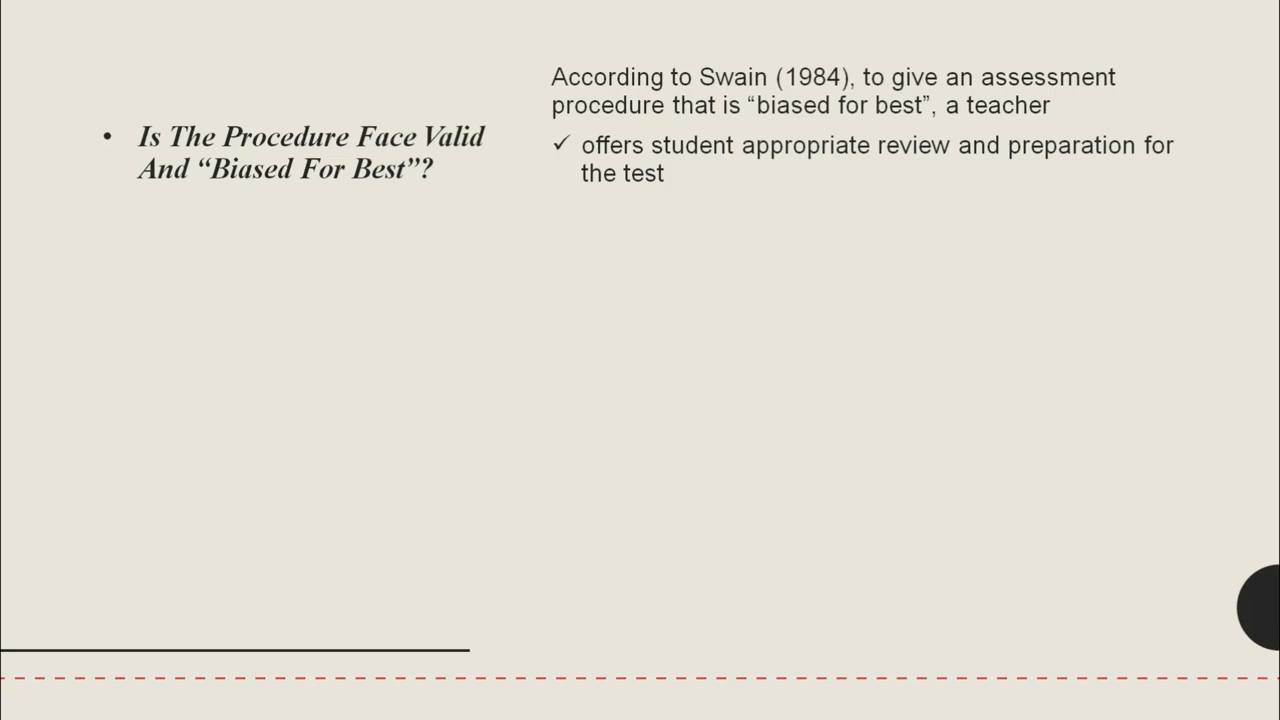 • Is The Procedure Face Valid
And “Biased For Best”?
According to Swain (1984), to give an assessment
procedure that is “biased for best”, a teacher
✓ offers student appropriate review and preparation for
the test